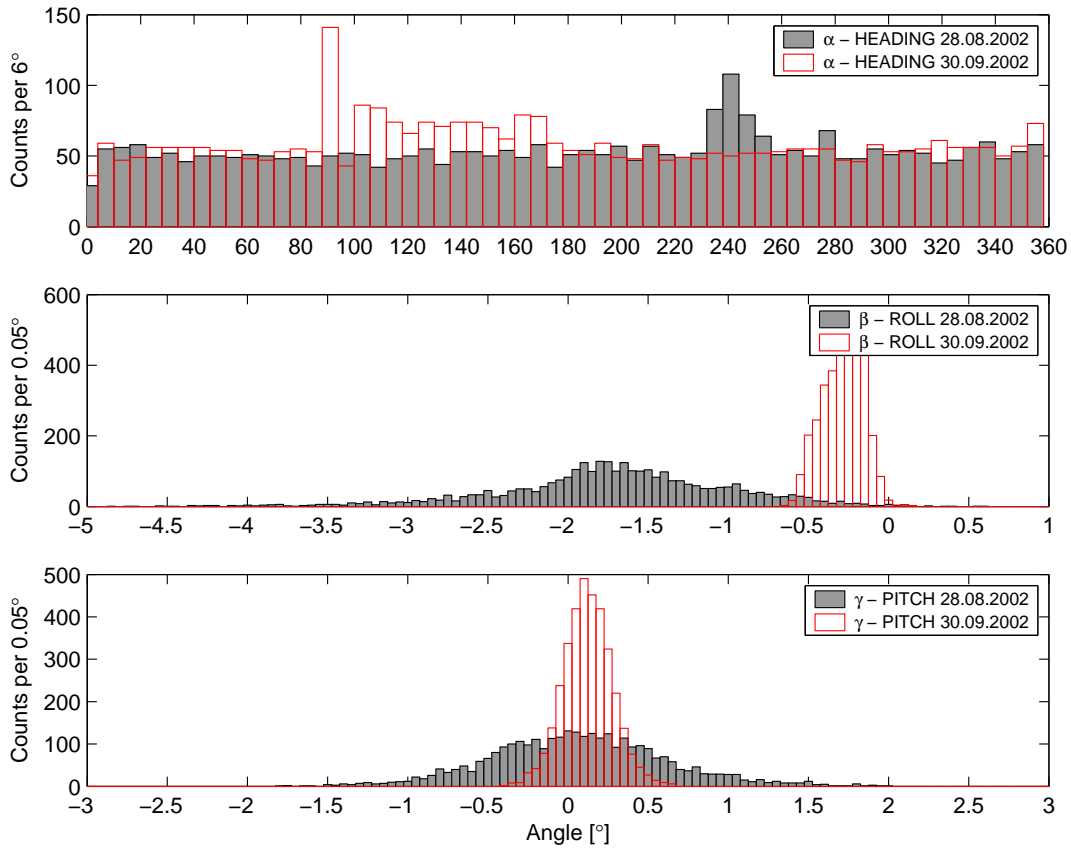 150
100
50
0
Counts per 6°
α – HEADING 28.08.2002
α – HEADING 30.09.2002
0 20 40 60 80 100 120 140 160 180 200 220 240 260 280 300 320 340 360
600
400
200
0
Counts per 0.05°
β – ROLL 28.08.2002
β – ROLL 30.09.2002
−5 −4.5 −4 −3.5 −3 −2.5 −2 −1.5 −1 −0.5 0 0.5 1
500
400
300
200
100
0
Counts per 0.05°
γ – PITCH 28.08.2002
γ – PITCH 30.09.2002
−3 −2.5 −2 −1.5 −1 −0.5 0 0.5 1 1.5 2 2.5 3
Angle [°]